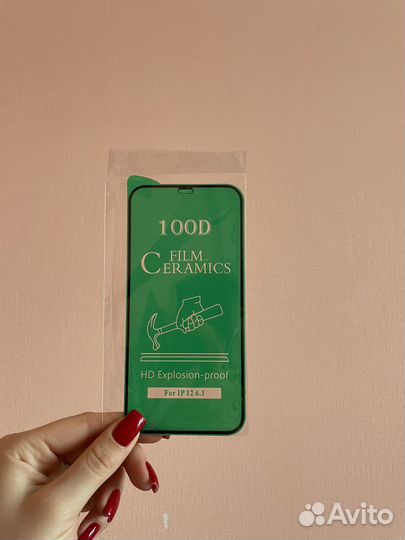 100D
FILM
CERAMICS
HD Explosion-proof
For IP 12 6.1
Avito